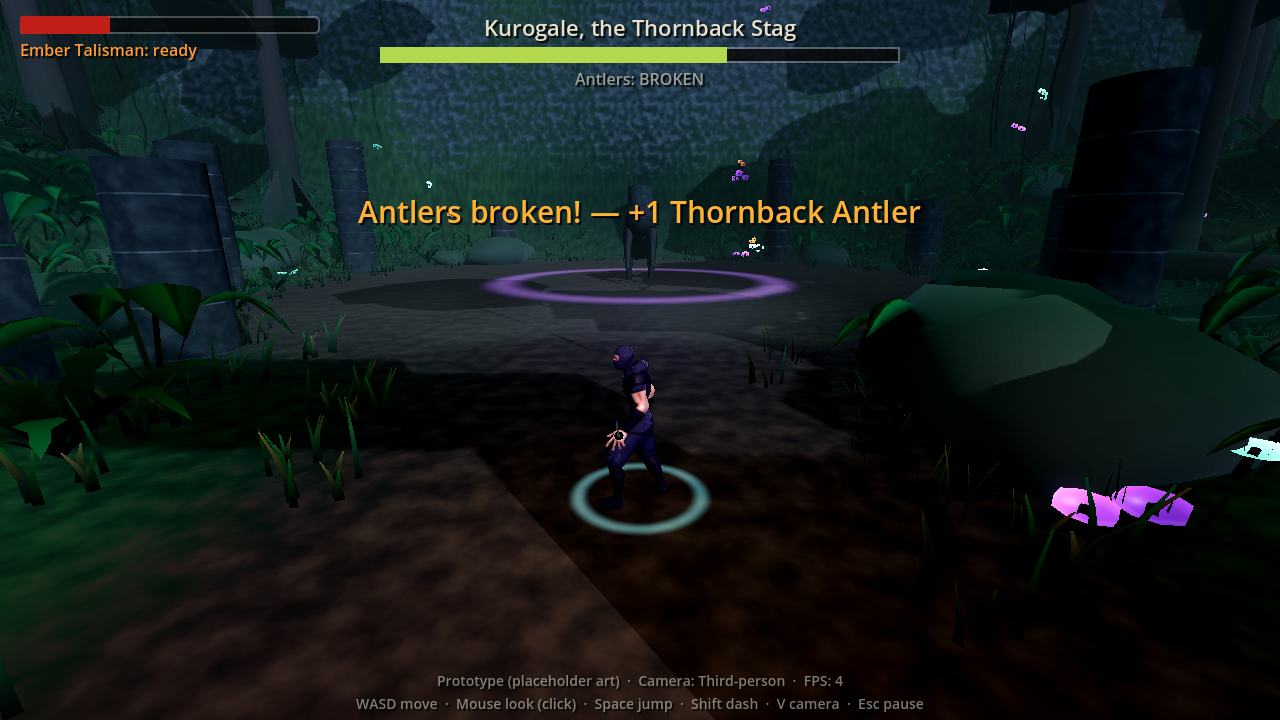 Kurogale, the Thornback Stag
Ember Talisman: ready
Antlers: BROKEN
Antlers broken! — +1 Thornback Antler
Prototype (placeholder art) · Camera: Third-person · FPS: 4
WASD move · Mouse look (click) · Space jump · Shift dash · V camera · Esc pause